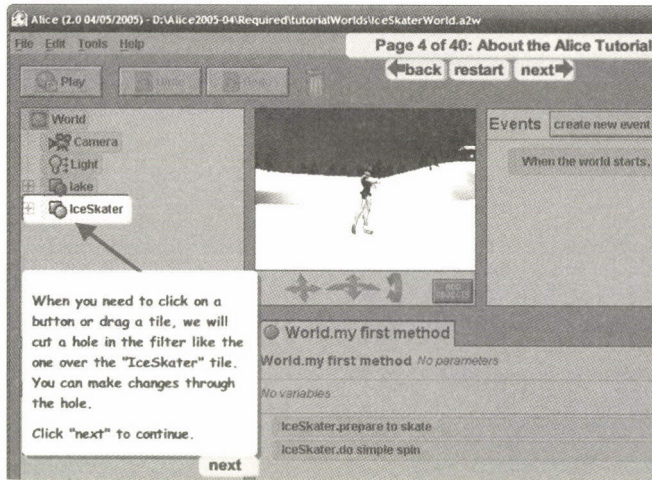 Alice (2.0 04/05/2005) - D:\Alice2005-04\Required\tutorialWorlds\IceSkaterWorld.a2w
File Edit Tools Help
Page 4 of 40: About the Alice Tutorial
back restart next
Play Undo Redo
World
Camera
Light
lake
IceSkater
Events create new event
When the world starts,
ADD OBJECTS
When you need to click on a
button or drag a tile, we will
cut a hole in the filter like the
one over the "IceSkater" tile.
You can make changes through
the hole.
Click "next" to continue.
next
World.my first method
World.my first method No parameters
No variables
IceSkater.prepare to skate
IceSkater.do simple spin